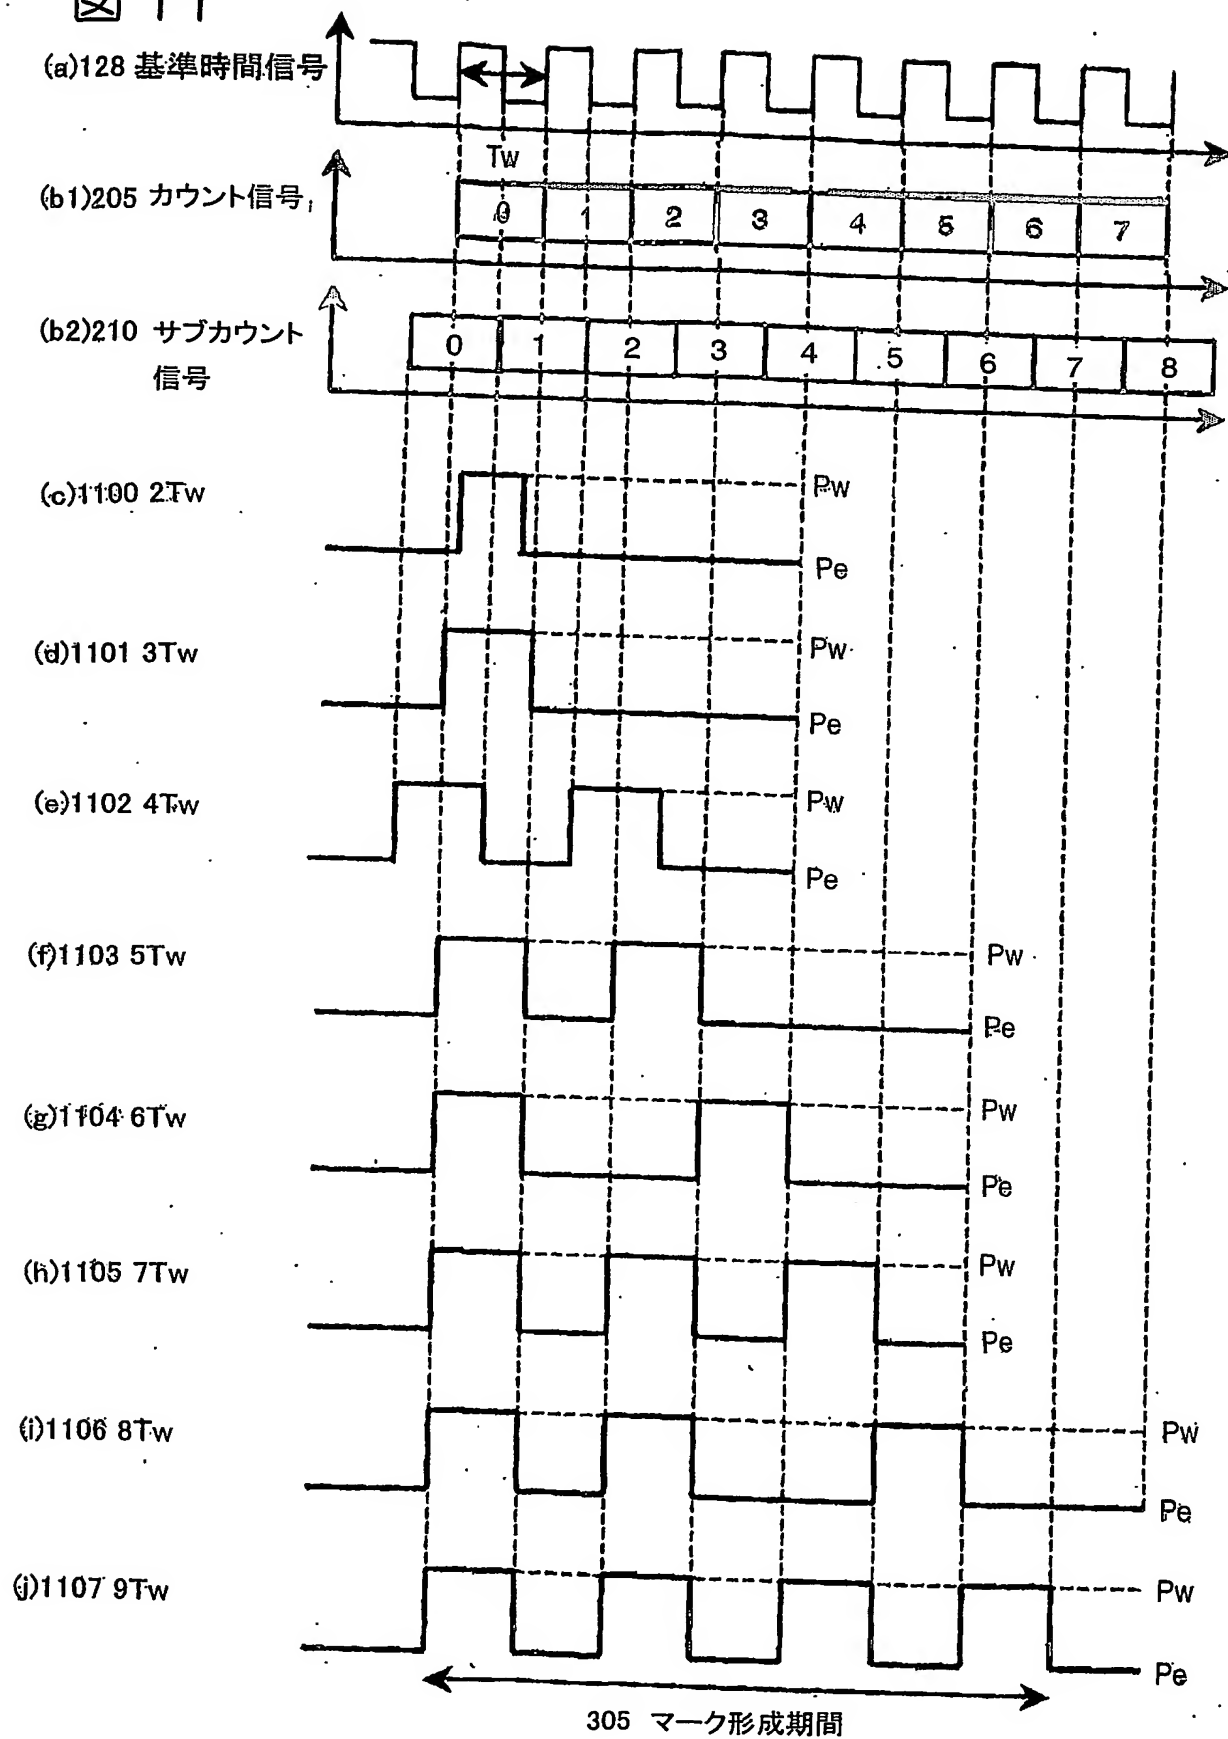 図 11
(a)128 基準時間信号
Tw
(b1)205 カウント信号
0 1 2 3 4 5 6 7
(b2)210 サブカウント
信号
0 1 2 3 4 5 6 7 8
(c)1100 2Tw
Pw
Pe
(d)1101 3Tw
Pw
Pe
(e)1102 4Tw
Pw
Pe
(f)1103 5Tw
Pw
Pe
(g)1104 6Tw
Pw
Pe
(h)1105 7Tw
Pw
Pe
(i)1106 8Tw
Pw
Pe
(j)1107 9Tw
Pw
Pe
305 マーク形成期間